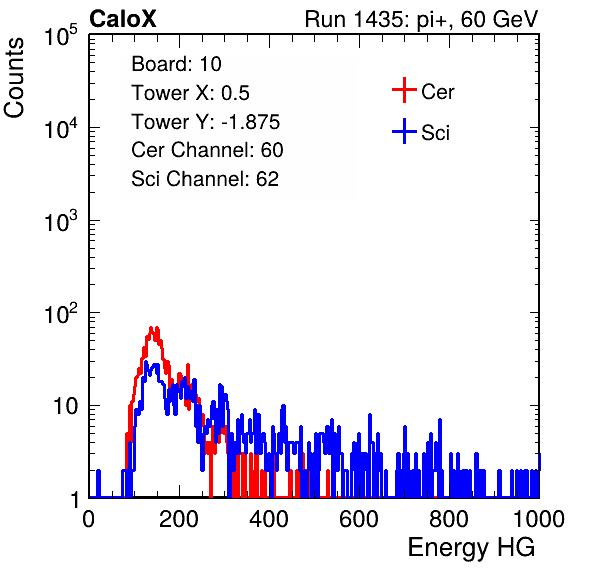 CaloX Run 1435: pi+, 60 GeV
Counts
10^5
10^4
10^3
10^2
10
1
Board: 10
Tower X: 0.5
Tower Y: -1.875
Cer Channel: 60
Sci Channel: 62
Cer
Sci
0 200 400 600 800 1000
Energy HG